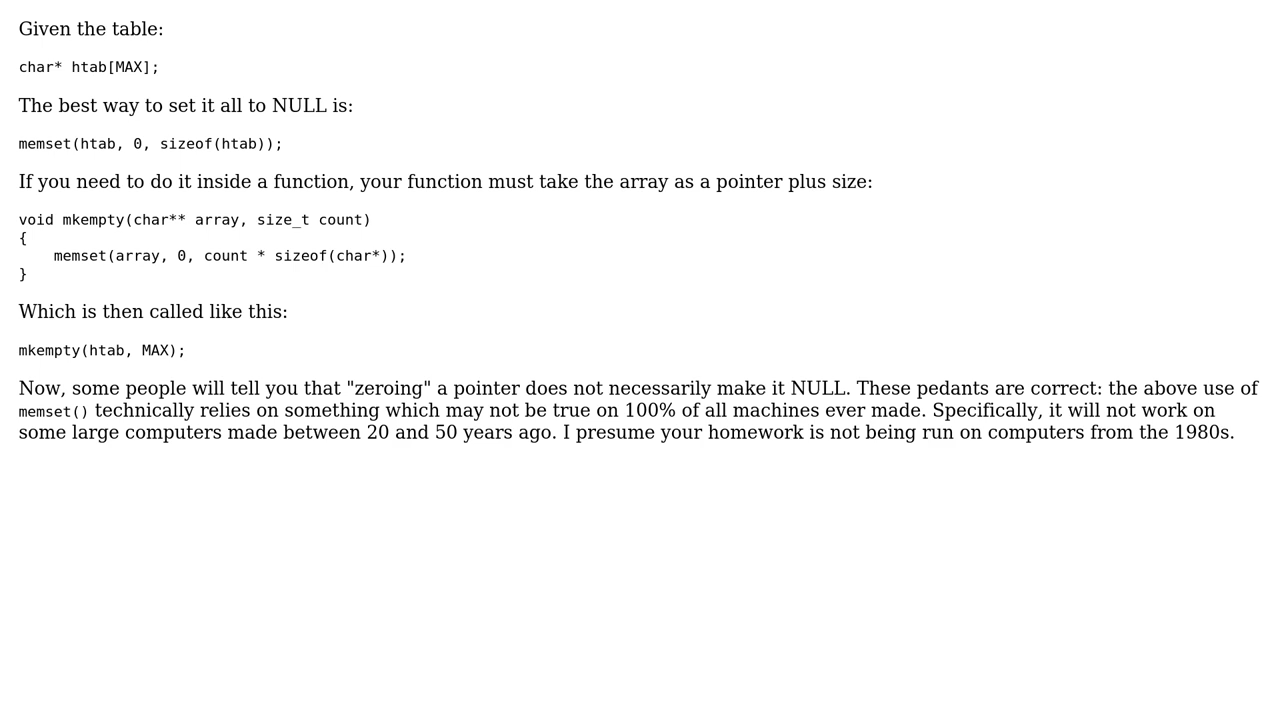 Given the table:
char* htab[MAX];
The best way to set it all to NULL is:
memset(htab, 0, sizeof(htab));
If you need to do it inside a function, your function must take the array as a pointer plus size:
void mkempty(char** array, size_t count)
{
    memset(array, 0, count * sizeof(char*));
}
Which is then called like this:
mkempty(htab, MAX);
Now, some people will tell you that "zeroing" a pointer does not necessarily make it NULL. These pedants are correct: the above use of
memset() technically relies on something which may not be true on 100% of all machines ever made. Specifically, it will not work on
some large computers made between 20 and 50 years ago. I presume your homework is not being run on computers from the 1980s.